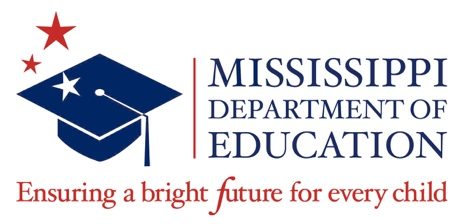 MISSISSIPPI
DEPARTMENT OF
EDUCATION
Ensuring a bright future for every child